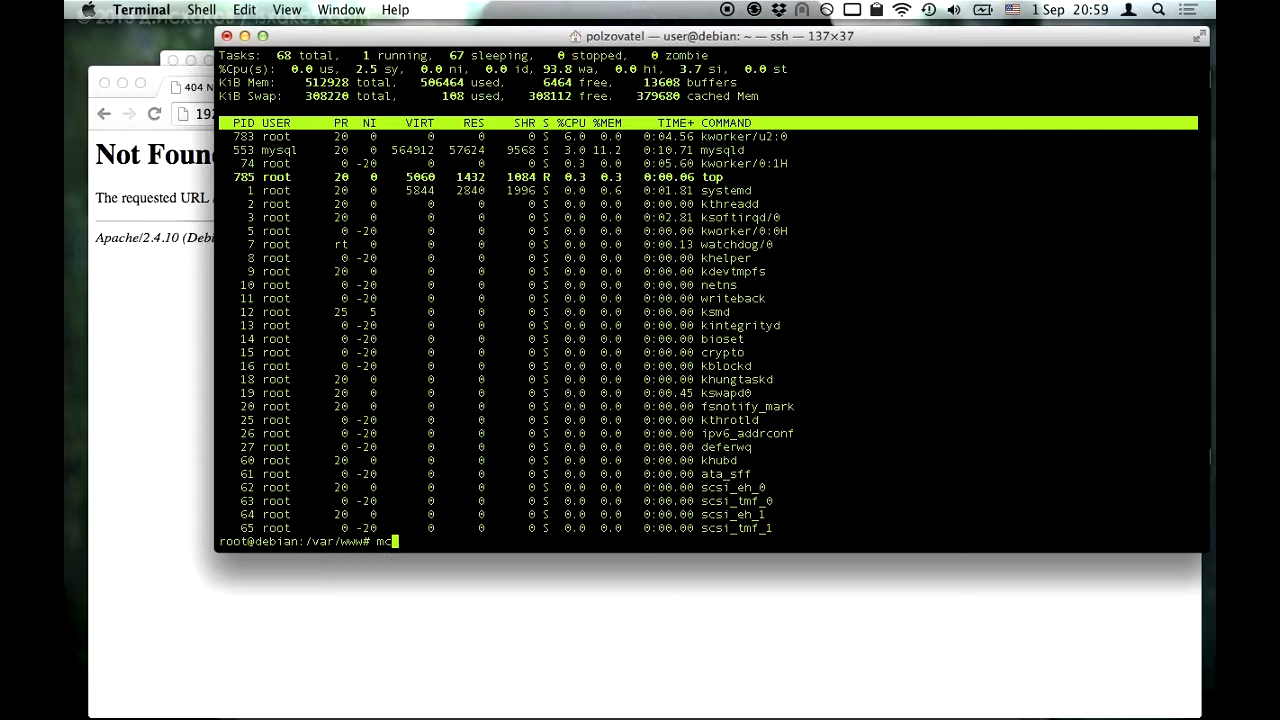 Terminal Shell Edit View Window Help 1 Sep 20:59
polzovatel — user@debian: ~ — ssh — 137×37
404 N
192
Not Foun
The requested URL
Apache/2.4.10 (Debi
Tasks: 68 total, 1 running, 67 sleeping, 0 stopped, 0 zombie
%Cpu(s): 0.0 us, 2.5 sy, 0.0 ni, 0.0 id, 93.8 wa, 0.0 hi, 3.7 si, 0.0 st
KiB Mem: 512928 total, 506464 used, 6464 free, 13608 buffers
KiB Swap: 308220 total, 108 used, 308112 free. 379680 cached Mem
PID USER PR NI VIRT RES SHR S %CPU %MEM TIME+ COMMAND
783 root 20 0 0 0 0 S 6.0 0.0 0:04.56 kworker/u2:0
553 mysql 20 0 564912 57624 9568 S 3.0 11.2 0:10.71 mysqld
74 root 0 -20 0 0 0 S 0.3 0.0 0:05.60 kworker/0:1H
785 root 20 0 5060 1432 1084 R 0.3 0.3 0:00.06 top
1 root 20 0 5844 2840 1996 S 0.0 0.6 0:01.81 systemd
2 root 20 0 0 0 0 S 0.0 0.0 0:00.00 kthreadd
3 root 20 0 0 0 0 S 0.0 0.0 0:02.81 ksoftirqd/0
5 root 0 -20 0 0 0 S 0.0 0.0 0:00.00 kworker/0:0H
7 root rt 0 0 0 0 S 0.0 0.0 0:00.13 watchdog/0
8 root 0 -20 0 0 0 S 0.0 0.0 0:00.00 khelper
9 root 20 0 0 0 0 S 0.0 0.0 0:00.00 kdevtmpfs
10 root 0 -20 0 0 0 S 0.0 0.0 0:00.00 netns
11 root 0 -20 0 0 0 S 0.0 0.0 0:00.00 writeback
12 root 25 5 0 0 0 S 0.0 0.0 0:00.00 ksmd
13 root 0 -20 0 0 0 S 0.0 0.0 0:00.00 kintegrityd
14 root 0 -20 0 0 0 S 0.0 0.0 0:00.00 bioset
15 root 0 -20 0 0 0 S 0.0 0.0 0:00.00 crypto
16 root 0 -20 0 0 0 S 0.0 0.0 0:00.00 kblockd
18 root 20 0 0 0 0 S 0.0 0.0 0:00.00 khungtaskd
19 root 20 0 0 0 0 S 0.0 0.0 0:00.45 kswapd0
20 root 20 0 0 0 0 S 0.0 0.0 0:00.00 fsnotify_mark
25 root 0 -20 0 0 0 S 0.0 0.0 0:00.00 kthrotld
26 root 0 -20 0 0 0 S 0.0 0.0 0:00.00 ipv6_addrconf
27 root 0 -20 0 0 0 S 0.0 0.0 0:00.00 deferwq
60 root 20 0 0 0 0 S 0.0 0.0 0:00.00 khubd
61 root 0 -20 0 0 0 S 0.0 0.0 0:00.00 ata_sff
62 root 20 0 0 0 0 S 0.0 0.0 0:00.00 scsi_eh_0
63 root 0 -20 0 0 0 S 0.0 0.0 0:00.00 scsi_tmf_0
64 root 20 0 0 0 0 S 0.0 0.0 0:00.00 scsi_eh_1
65 root 0 -20 0 0 0 S 0.0 0.0 0:00.00 scsi_tmf_1
root@debian:/var/www# mc